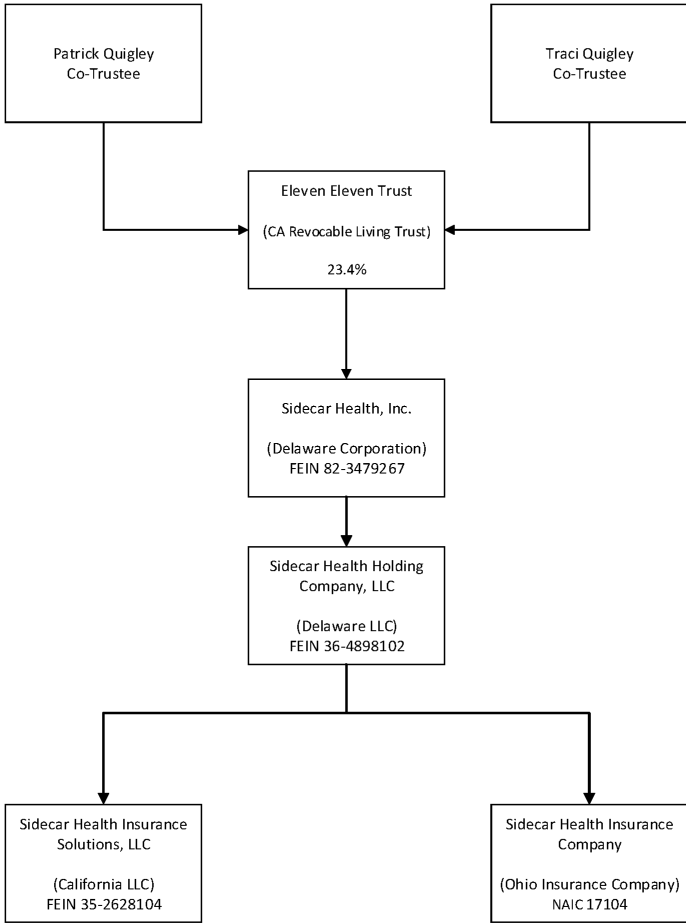 Patrick Quigley
Co-Trustee
Traci Quigley
Co-Trustee
Eleven Eleven Trust
(CA Revocable Living Trust)
23.4%
Sidecar Health, Inc.
(Delaware Corporation)
FEIN 82-3479267
Sidecar Health Holding
Company, LLC
(Delaware LLC)
FEIN 36-4898102
Sidecar Health Insurance
Solutions, LLC
(California LLC)
FEIN 35-2628104
Sidecar Health Insurance
Company
(Ohio Insurance Company)
NAIC 17104